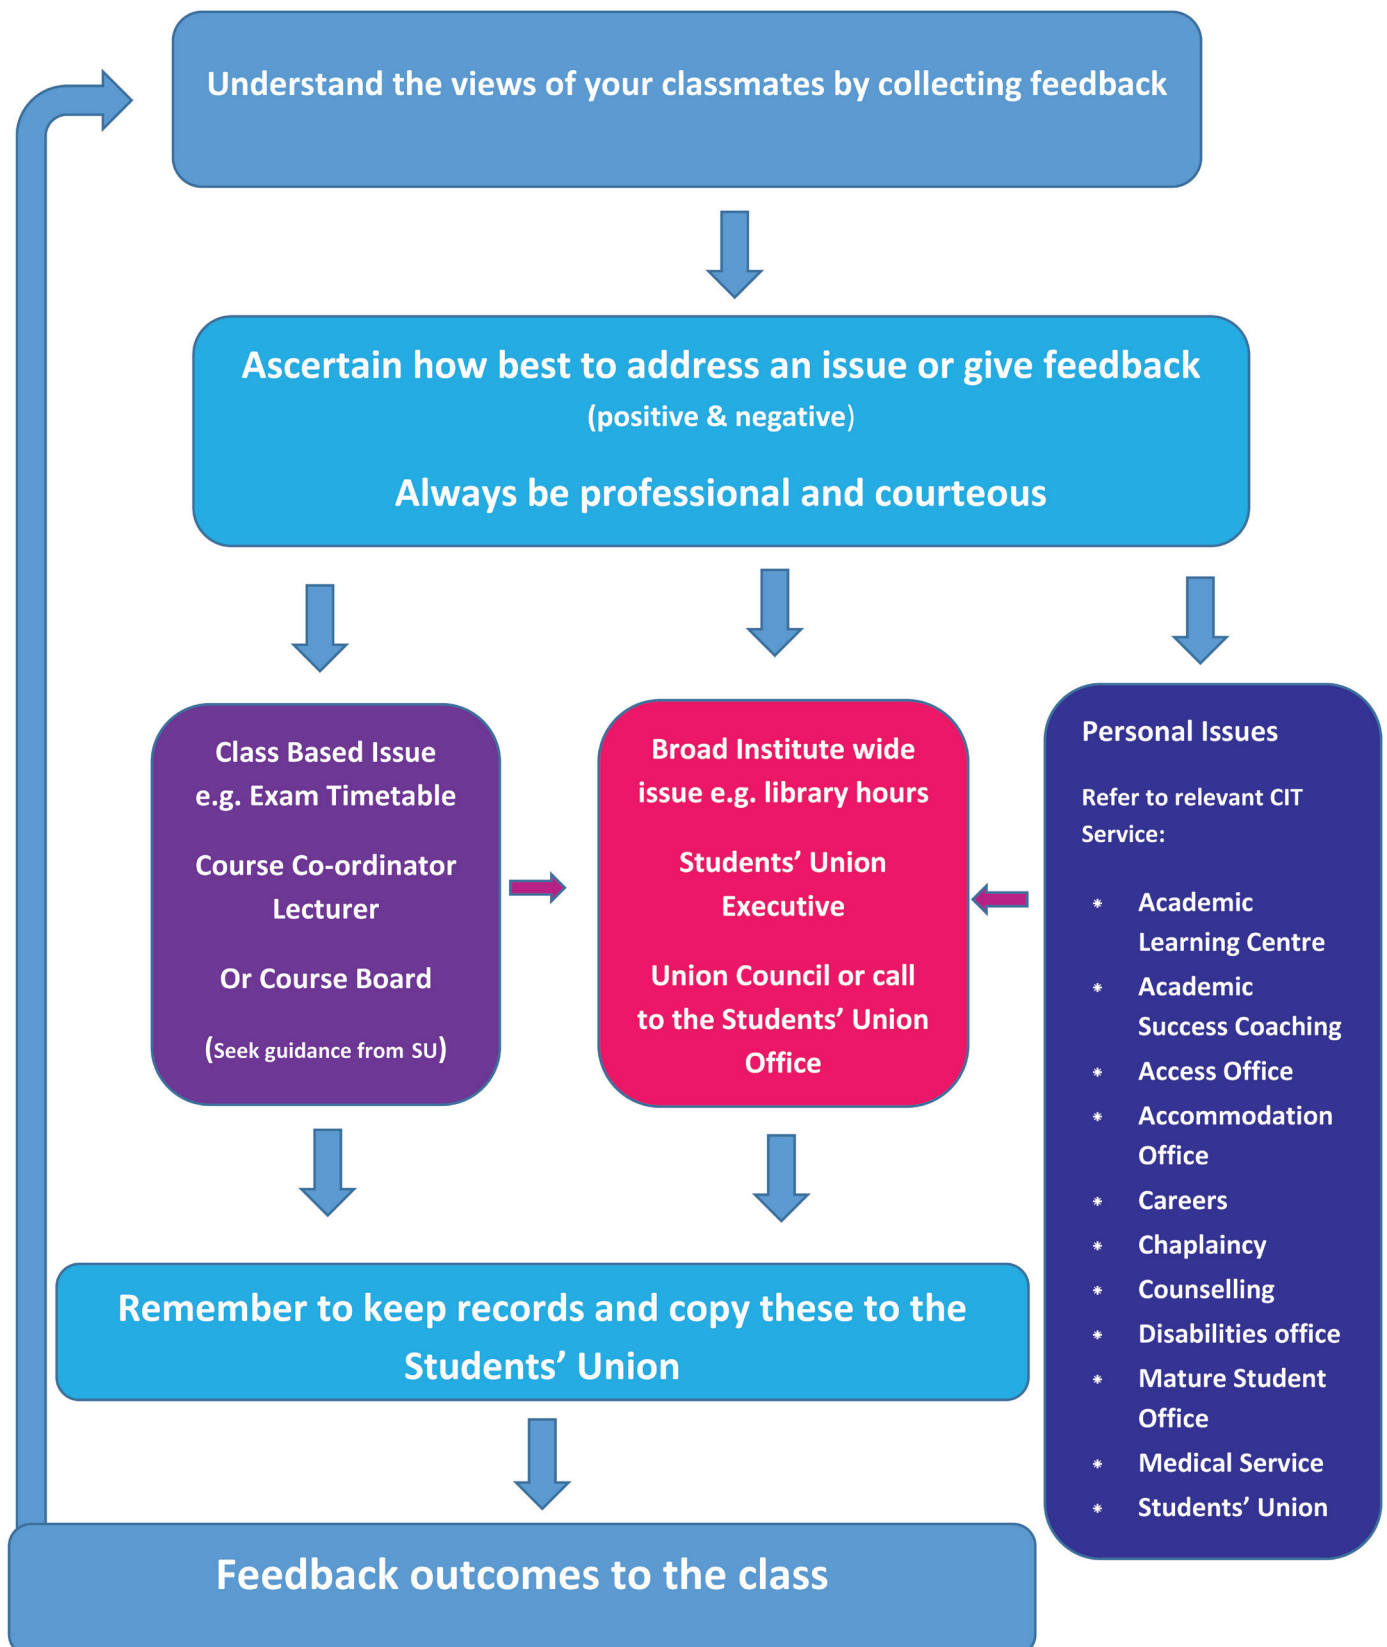 Understand the views of your classmates by collecting feedback
Ascertain how best to address an issue or give feedback
(positive & negative)
Always be professional and courteous
Class Based Issue
e.g. Exam Timetable
Course Co-ordinator
Lecturer
Or Course Board
(Seek guidance from SU)
Broad Institute wide
issue e.g. library hours
Students’ Union
Executive
Union Council or call
to the Students’ Union
Office
Personal Issues
Refer to relevant CIT
Service:
* Academic
Learning Centre
* Academic
Success Coaching
* Access Office
* Accommodation
Office
* Careers
* Chaplaincy
* Counselling
* Disabilities office
* Mature Student
Office
* Medical Service
* Students’ Union
Remember to keep records and copy these to the
Students’ Union
Feedback outcomes to the class